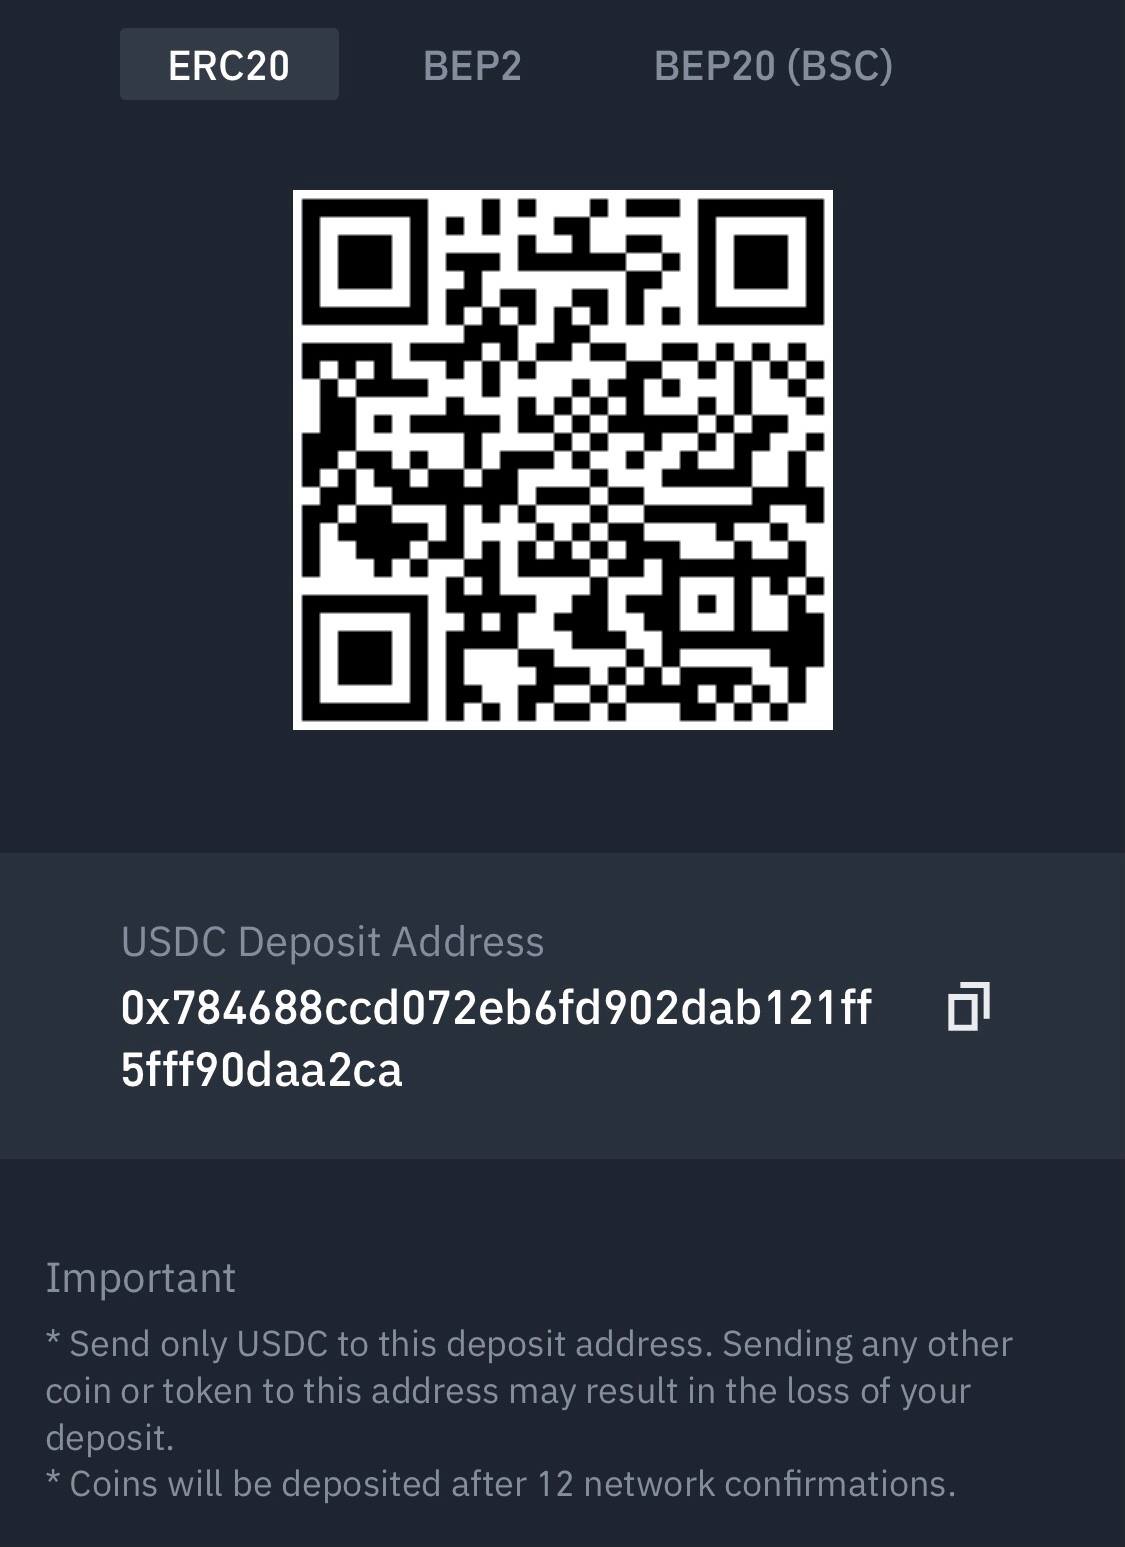 ERC20 BEP2 BEP20 (BSC)
USDC Deposit Address
0x784688ccd072eb6fd902dab121ff
5fff90daa2ca
Important
* Send only USDC to this deposit address. Sending any other
coin or token to this address may result in the loss of your
deposit.
* Coins will be deposited after 12 network confirmations.